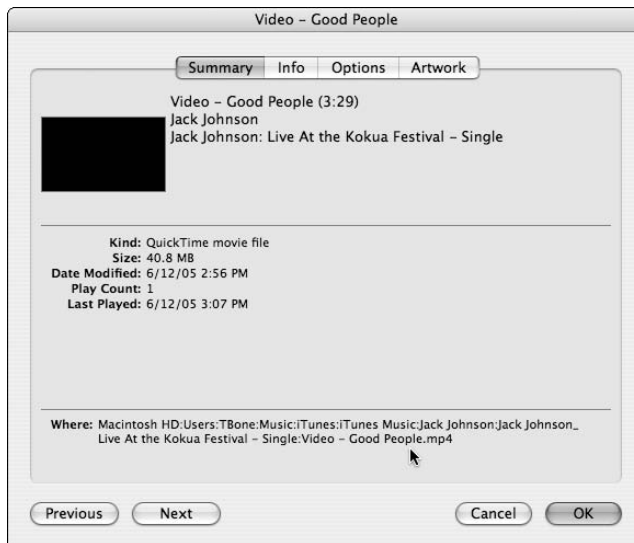 Video – Good People
Summary Info Options Artwork
Video – Good People (3:29)
Jack Johnson
Jack Johnson: Live At the Kokua Festival – Single
Kind: QuickTime movie file
Size: 40.8 MB
Date Modified: 6/12/05 2:56 PM
Play Count: 1
Last Played: 6/12/05 3:07 PM
Where: Macintosh HD:Users:TBone:Music:iTunes:iTunes Music:Jack Johnson:Jack Johnson_
Live At the Kokua Festival – Single:Video – Good People.mp4
Previous Next Cancel OK